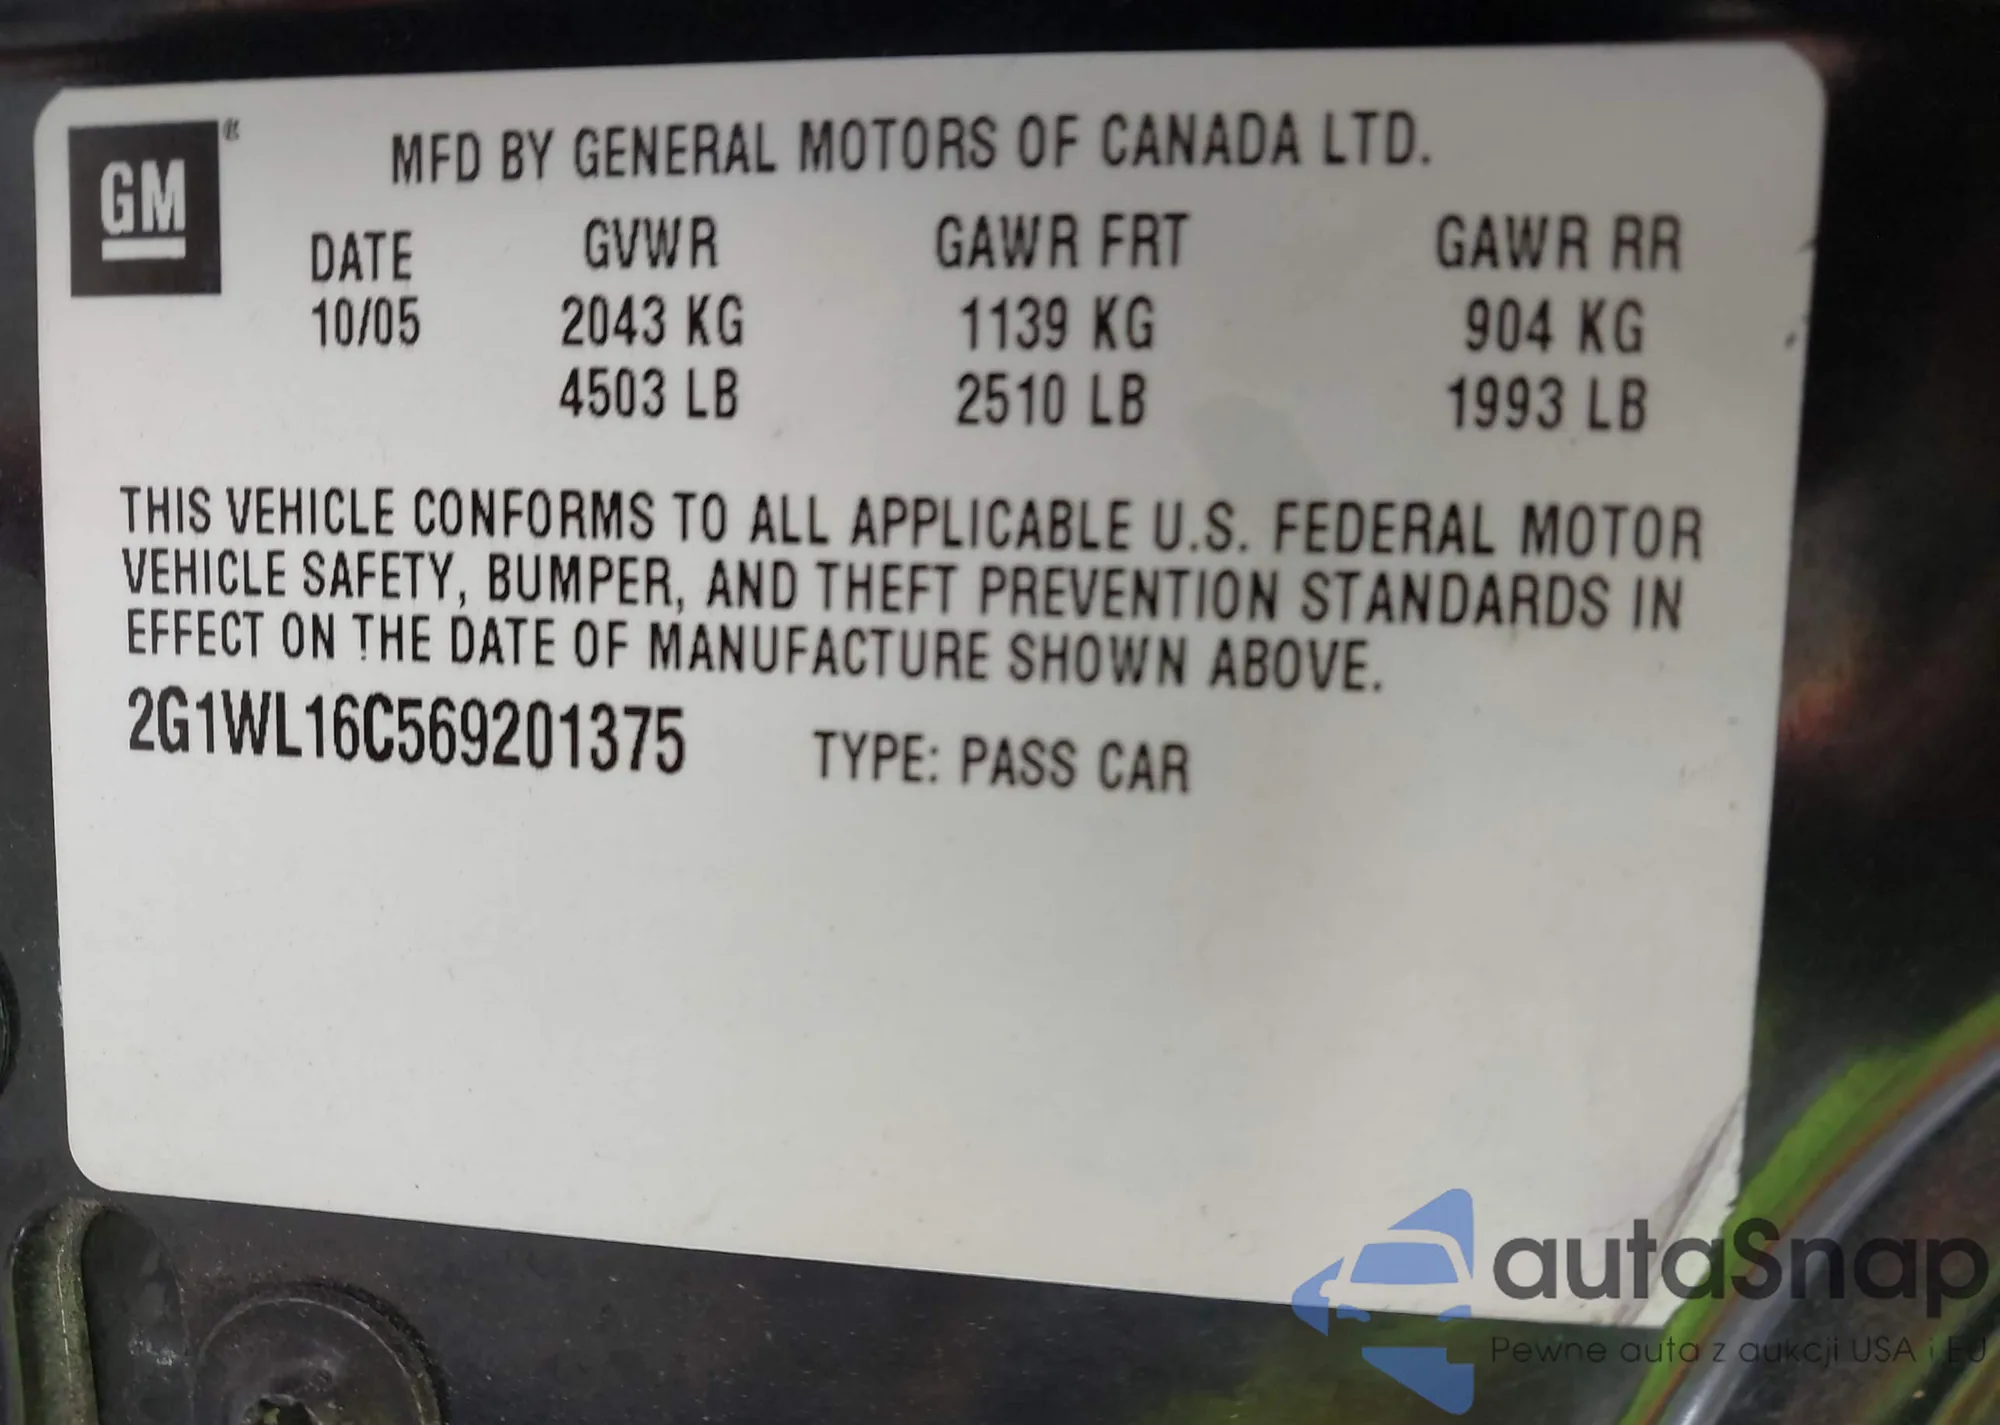 GM ®
MFD BY GENERAL MOTORS OF CANADA LTD.
DATE GVWR GAWR FRT GAWR RR
10/05 2043 KG 1139 KG 904 KG
4503 LB 2510 LB 1993 LB
THIS VEHICLE CONFORMS TO ALL APPLICABLE U.S. FEDERAL MOTOR
VEHICLE SAFETY, BUMPER, AND THEFT PREVENTION STANDARDS IN
EFFECT ON THE DATE OF MANUFACTURE SHOWN ABOVE.
2G1WL16C569201375 TYPE: PASS CAR
autaSnap
Pewne auta z aukcji USA i EU